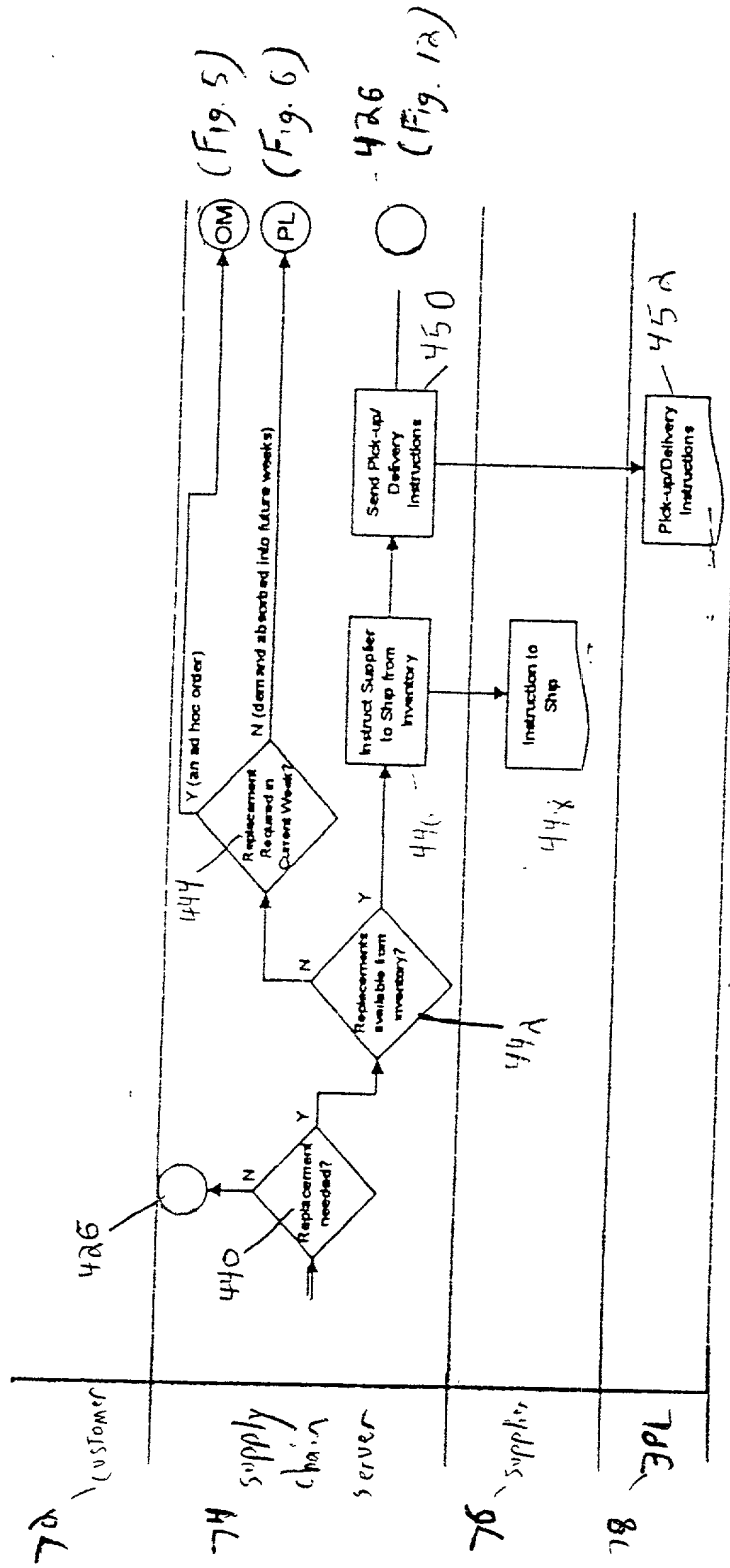 72
Customer
74
Supply
Chain
server
76
Supplier
78
3PL
426
440
Replacement
needed?
N
Y
442
Replacements
available from
inventory?
N
Y
444
Replacement
Required in
Current Week?
Y (an ad hoc order)
N (demand absorbed into future weeks)
OM
(Fig. 5)
PL
(Fig. 6)
426
(Fig. 12)
Instruct Supplier
to Ship from
Inventory
Instruction to
Ship
448
Send Pick-up/
Delivery
Instructions
450
Pick-up/Delivery
Instructions
452